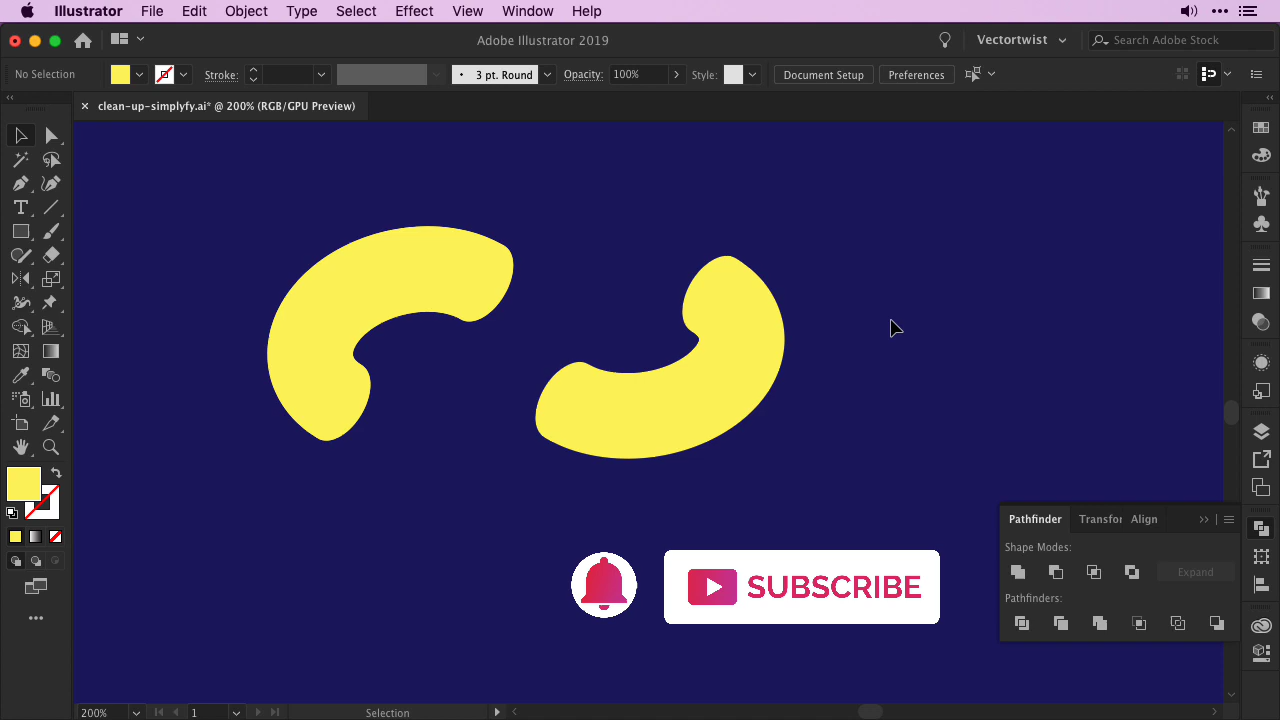 Illustrator File Edit Object Type Select Effect View Window Help
Adobe Illustrator 2019
Vectortwist
Search Adobe Stock
No Selection
Stroke:
3 pt. Round
Opacity: 100%
Style:
Document Setup
Preferences
clean-up-simplyfy.ai* @ 200% (RGB/GPU Preview)
Pathfinder Transfor Align
Shape Modes:
Expand
Pathfinders:
SUBSCRIBE
200%
1
Selection